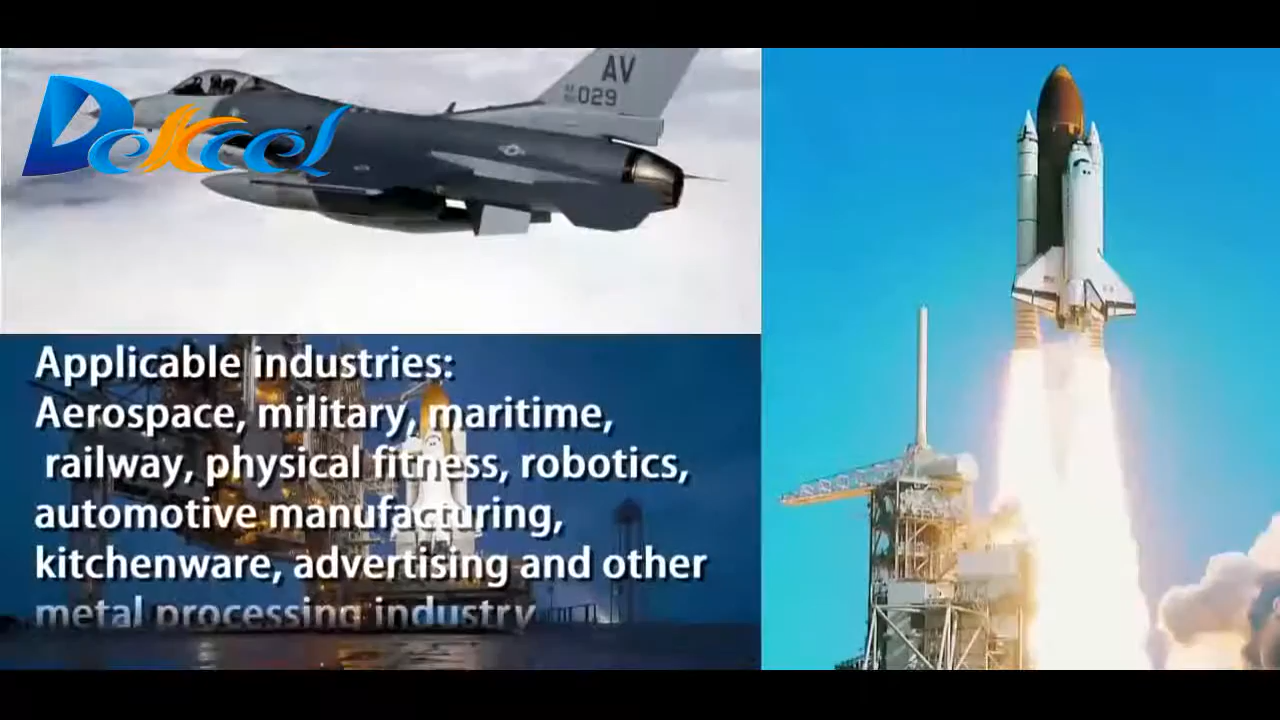 Dekcel
AV
029
Applicable industries:
Aerospace, military, maritime,
railway, physical fitness, robotics,
automotive manufacturing,
kitchenware, advertising and other
metal processing industry